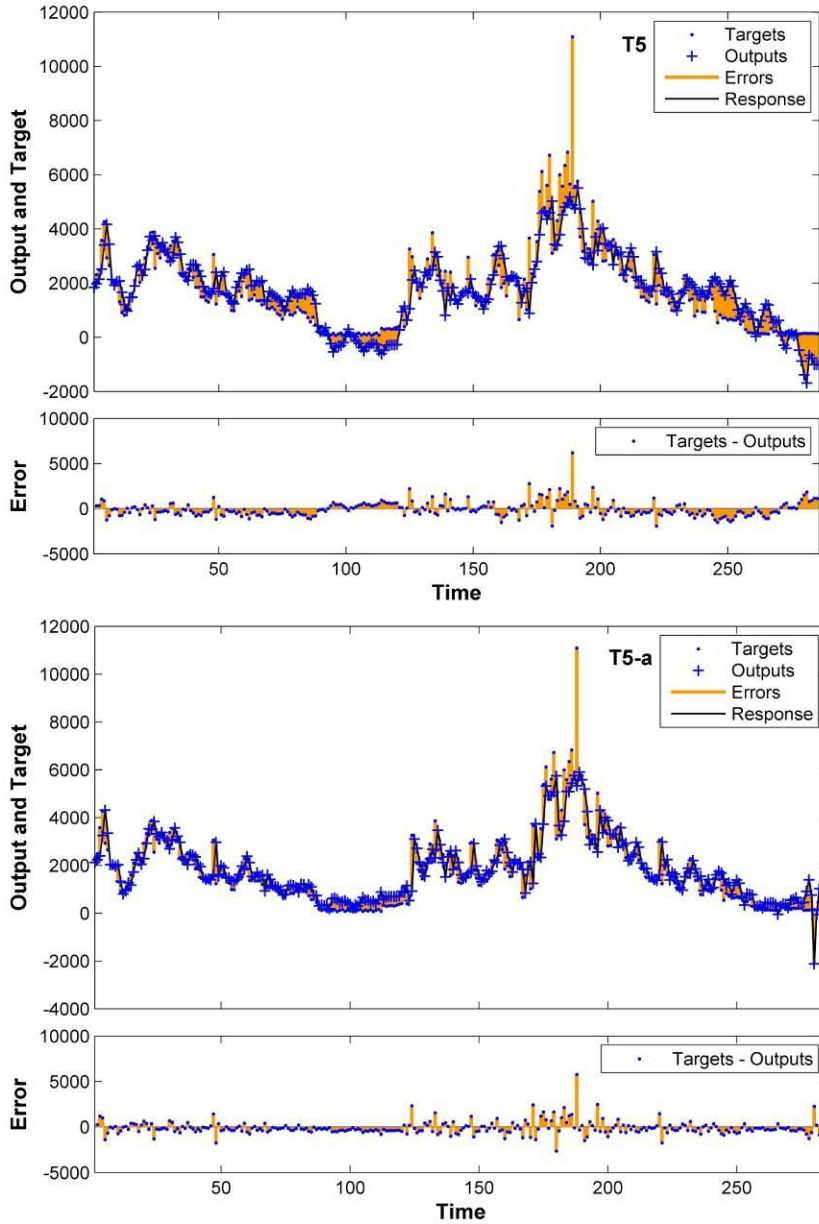 12000
10000
8000
6000
4000
2000
0
-2000
Output and Target
T5
Targets
Outputs
Errors
Response
10000
5000
0
-5000
Error
Targets - Outputs
50 100 150 200 250
Time
12000
10000
8000
6000
4000
2000
0
-2000
-4000
Output and Target
T5-a
Targets
Outputs
Errors
Response
10000
5000
0
-5000
Error
Targets - Outputs
50 100 150 200 250
Time